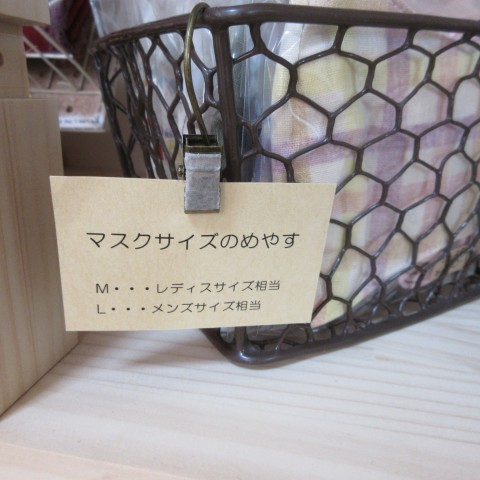 マスクサイズのめやす
M・・・レディスサイズ相当
L・・・メンズサイズ相当